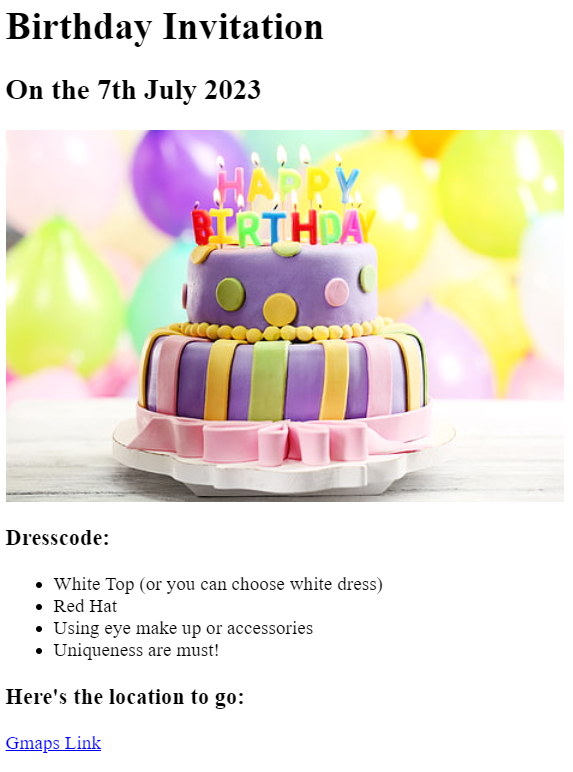 Birthday Invitation
On the 7th July 2023
HAPPY
BIRTHDAY
Dresscode:
White Top (or you can choose white dress)
Red Hat
Using eye make up or accessories
Uniqueness are must!
Here's the location to go:
Gmaps Link